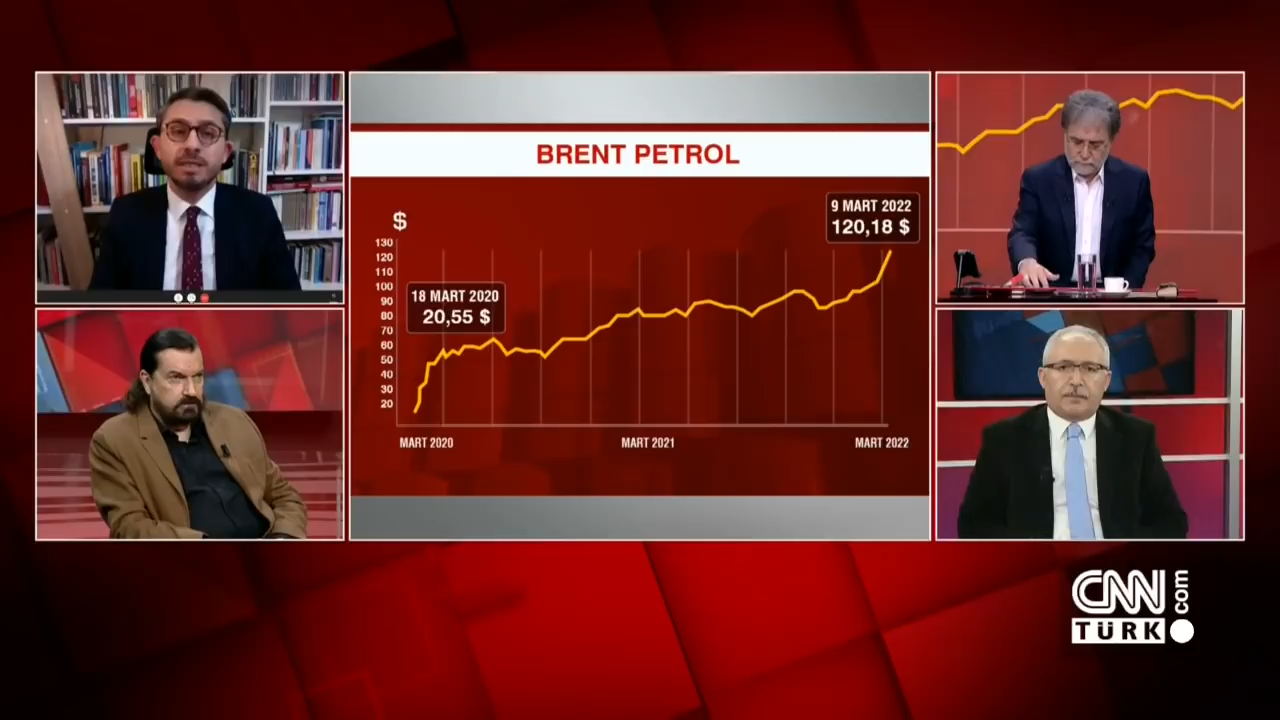 BRENT PETROL
9 MART 2022
120,18 $
$
130
120
110
100
90
80
70
60
50
40
30
20
18 MART 2020
20,55 $
MART 2020
MART 2021
MART 2022
CNN
TÜRK
.com